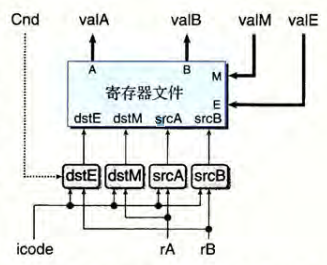 Cnd valA valB valM valE
A B M
寄存器文件
E
dstE dstM srcA srcB
dstE dstM srcA srcB
icode rA rB